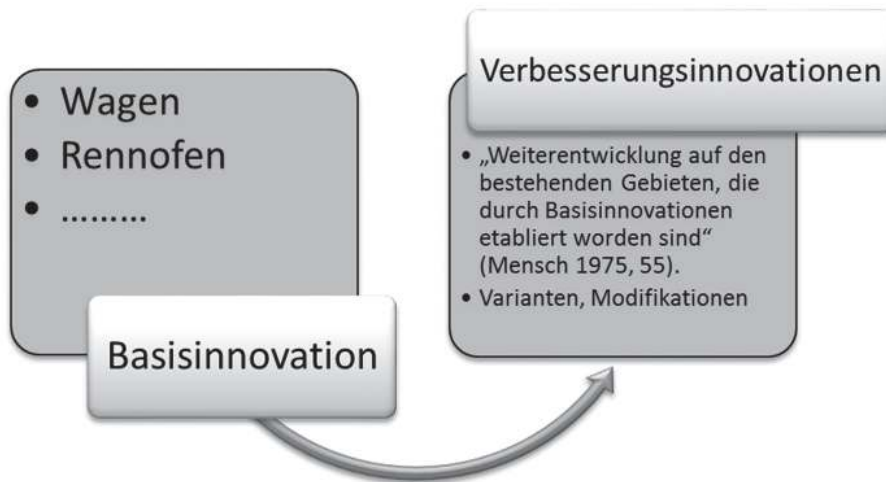 • Wagen
• Rennofen
• .........
Basisinnovation
Verbesserungsinnovationen
• „Weiterentwicklung auf den
bestehenden Gebieten, die
durch Basisinnovationen
etabliert worden sind“
(Mensch 1975, 55).
• Varianten, Modifikationen